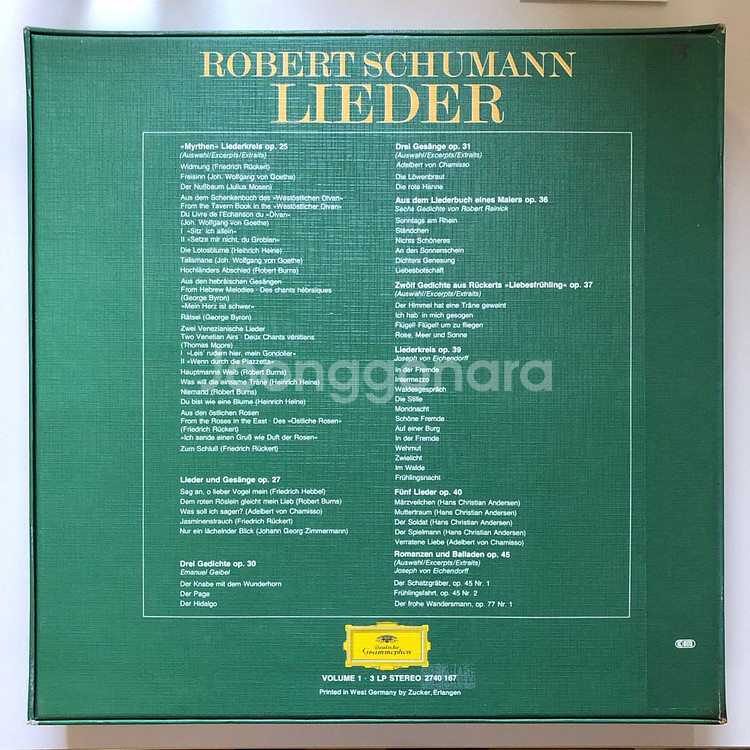 ROBERT SCHUMANN
LIEDER
»Myrthen« Liederkreis op. 25
(Auswahl/Excerpts/Extraits)
Widmung (Friedrich Rückert)
Freisinn (Joh. Wolfgang von Goethe)
Der Nußbaum (Julius Mosen)
Aus dem Schenkenbuch des »Westöstlichen Divan«
From the Tavern Book in the »Westöstlicher Divan«
Du Livre de l'Echanson du »Divan«
(Joh. Wolfgang von Goethe)
I »Sitz' ich allein«
II »Setze mir nicht, du Grobian«
Die Lotosblume (Heinrich Heine)
Talismane (Joh. Wolfgang von Goethe)
Hochländers Abschied (Robert Burns)
Aus den hebräischen Gesängen
From Hebrew Melodies · Des chants hébraïques
(George Byron)
»Mein Herz ist schwer«
Rätsel (George Byron)
Zwei Venezianische Lieder
Two Venetian Airs · Deux Chants vénitiens
(Thomas Moore)
I »Leis' rudern hier, mein Gondolier«
II »Wenn durch die Piazzetta«
Hauptmanns Weib (Robert Burns)
Was will die einsame Träne (Heinrich Heine)
Niemand (Robert Burns)
Du bist wie eine Blume (Heinrich Heine)
Aus den östlichen Rosen
From the Roses in the East · Des »Östliche Rosen«
(Friedrich Rückert)
»Ich sende einen Gruß wie Duft der Rosen«
Zum Schluß (Friedrich Rückert)
Lieder und Gesänge op. 27
Sag an, o lieber Vogel mein (Friedrich Hebbel)
Dem roten Röslein gleicht mein Lieb (Robert Burns)
Was soll ich sagen? (Adelbert von Chamisso)
Jasminenstrauch (Friedrich Rückert)
Nur ein lächelnder Blick (Johann Georg Zimmermann)
Drei Gedichte op. 30
Emanuel Geibel
Der Knabe mit dem Wunderhorn
Der Page
Der Hidalgo
Drei Gesänge op. 31
(Auswahl/Excerpts/Extraits)
Adelbert von Chamisso
Die Löwenbraut
Die rote Hanne
Aus dem Liederbuch eines Malers op. 36
Sechs Gedichte von Robert Reinick
Sonntags am Rhein
Ständchen
Nichts Schöneres
An den Sonnenschein
Dichters Genesung
Liebesbotschaft
Zwölf Gedichte aus Rückerts »Liebesfrühling« op. 37
(Auswahl/Excerpts/Extraits)
Der Himmel hat eine Träne geweint
Ich hab' in mich gesogen
Flügel! Flügel! um zu fliegen
Rose, Meer und Sonne
Liederkreis op. 39
Joseph von Eichendorff
In der Fremde
Intermezzo
Waldesgespräch
Die Stille
Mondnacht
Schöne Fremde
Auf einer Burg
In der Fremde
Wehmut
Zwielicht
Im Walde
Frühlingsnacht
Fünf Lieder op. 40
Märzveilchen (Hans Christian Andersen)
Muttertraum (Hans Christian Andersen)
Der Soldat (Hans Christian Andersen)
Der Spielmann (Hans Christian Andersen)
Verratene Liebe (Adelbert von Chamisso)
Romanzen und Balladen op. 45
(Auswahl/Excerpts/Extraits)
Joseph von Eichendorff
Der Schatzgräber, op. 45 Nr. 1
Frühlingsfahrt, op. 45 Nr. 2
Der frohe Wandersmann, op. 77 Nr. 1
Deutsche
Grammophon
VOLUME 1 · 3 LP STEREO 2740 167
Printed in West Germany by Zucker, Erlangen